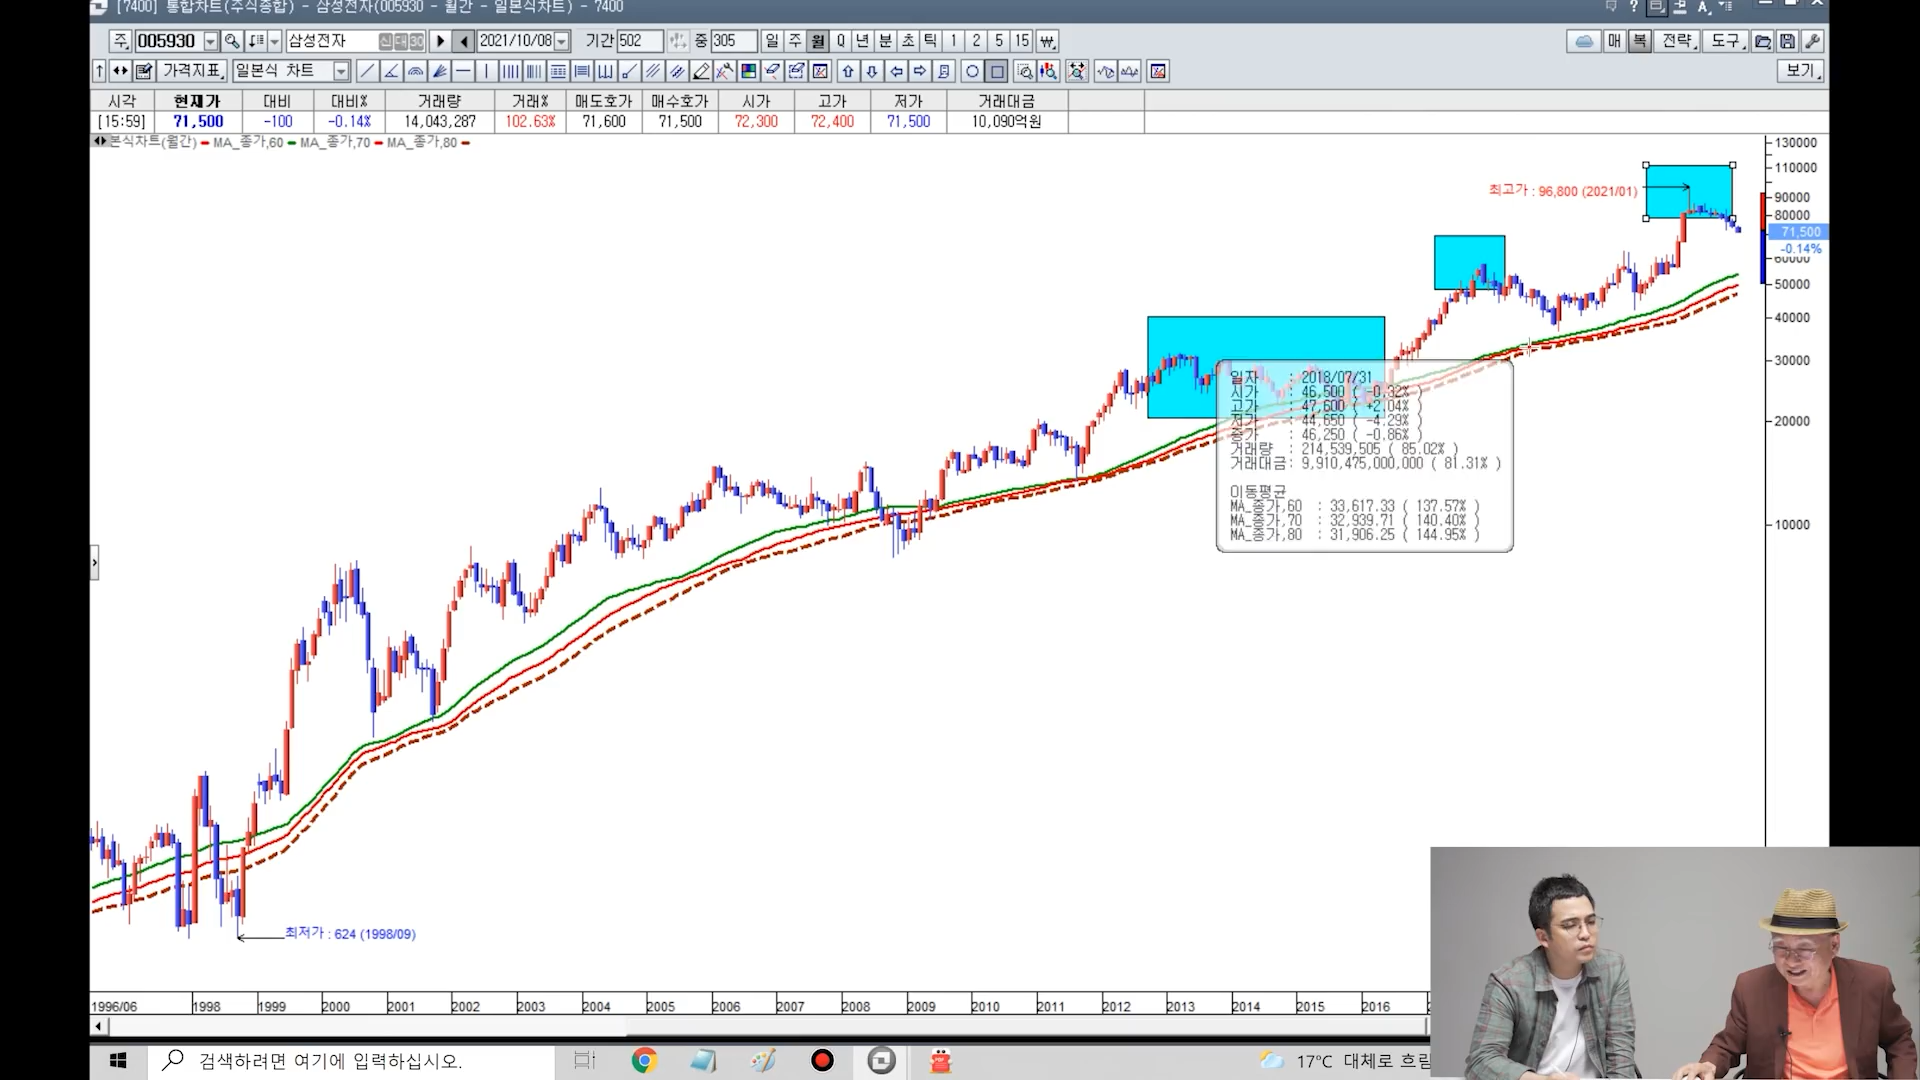 [7400] 통합차트(주식종합) - 삼성전자(005930 - 월간 - 일본식차트) - 7400
주 005930 삼성전자 신 대 30 2021/10/08 기간 502 중 305 일 주 월 Q 년 분 초 틱 1 2 5 15 ₩ 매 복 전략 도구
가격지표 일본식 차트 보기
시각 현재가 대비 대비% 거래량 거래% 매도호가 매수호가 시가 고가 저가 거래대금
[15:59] 71,500 -100 -0.14% 14,043,287 102.63% 71,600 71,500 72,300 72,400 71,500 10,090억원
본식차트(월간) MA_종가,60 MA_종가,70 MA_종가,80
130000
110000
최고가 : 96,800 (2021/01)
90000
80000
71,500
-0.14%
60000
50000
40000
30000
20000
10000
일자 : 2018/07/31
시가 : 46,500 ( -0.32% )
고가 : 47,600 ( +2.04% )
저가 : 44,650 ( -4.29% )
종가 : 46,250 ( -0.86% )
거래량 : 214,539,505 ( 85.02% )
거래대금 : 9,910,475,000,000 ( 81.31% )
이동평균
MA_종가,60 : 33,617.33 ( 137.57% )
MA_종가,70 : 32,939.71 ( 140.40% )
MA_종가,80 : 31,906.25 ( 144.95% )
최저가 : 624 (1998/09)
1996/06 1998 1999 2000 2001 2002 2003 2004 2005 2006 2007 2008 2009 2010 2011 2012 2013 2014 2015 2016
검색하려면 여기에 입력하십시오.
17°C 대체로 흐림